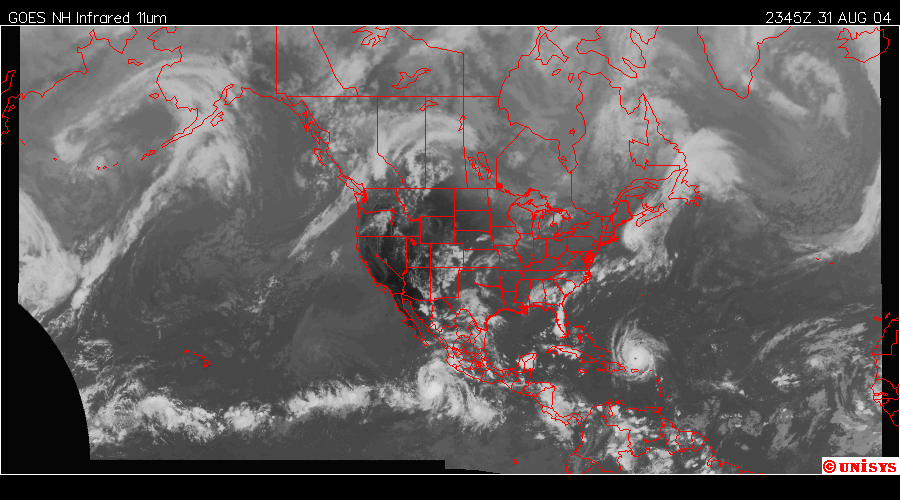 GOES NH Infrared 11um
2345Z 31 AUG 04
© UNISYS